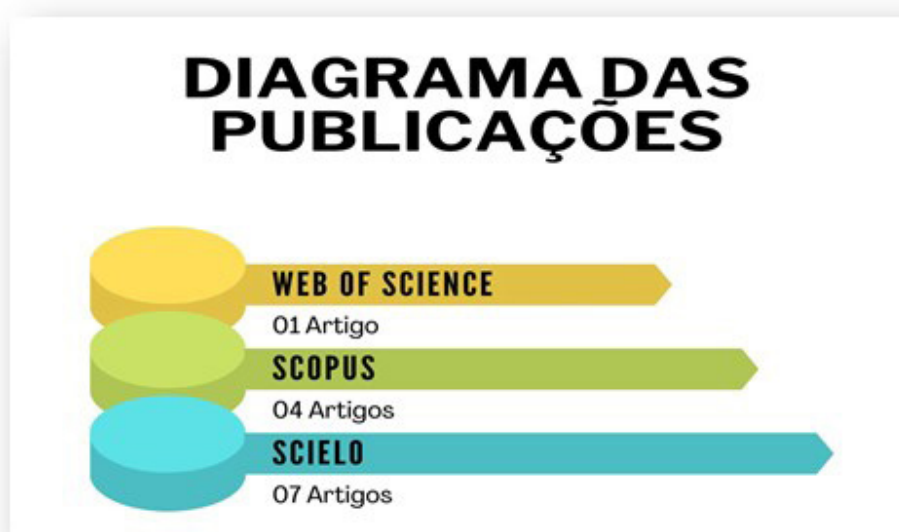 DIAGRAMA DAS
PUBLICAÇÕES
WEB OF SCIENCE
01 Artigo
SCOPUS
04 Artigos
SCIELO
07 Artigos